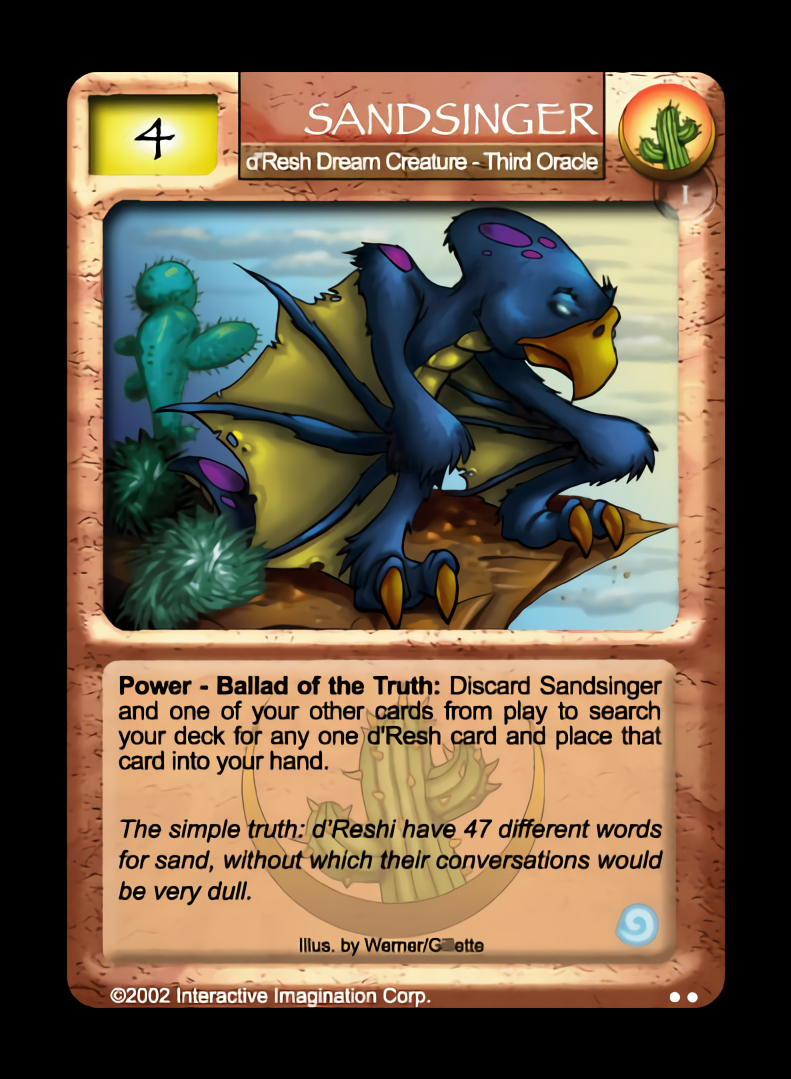 4
SANDSINGER
d'Resh Dream Creature - Third Oracle
I
Power - Ballad of the Truth: Discard Sandsinger
and one of your other cards from play to search
your deck for any one d'Resh card and place that
card into your hand.
The simple truth: d'Reshi have 47 different words
for sand, without which their conversations would
be very dull.
Illus. by Werner/
©2002 Interactive Imagination Corp.